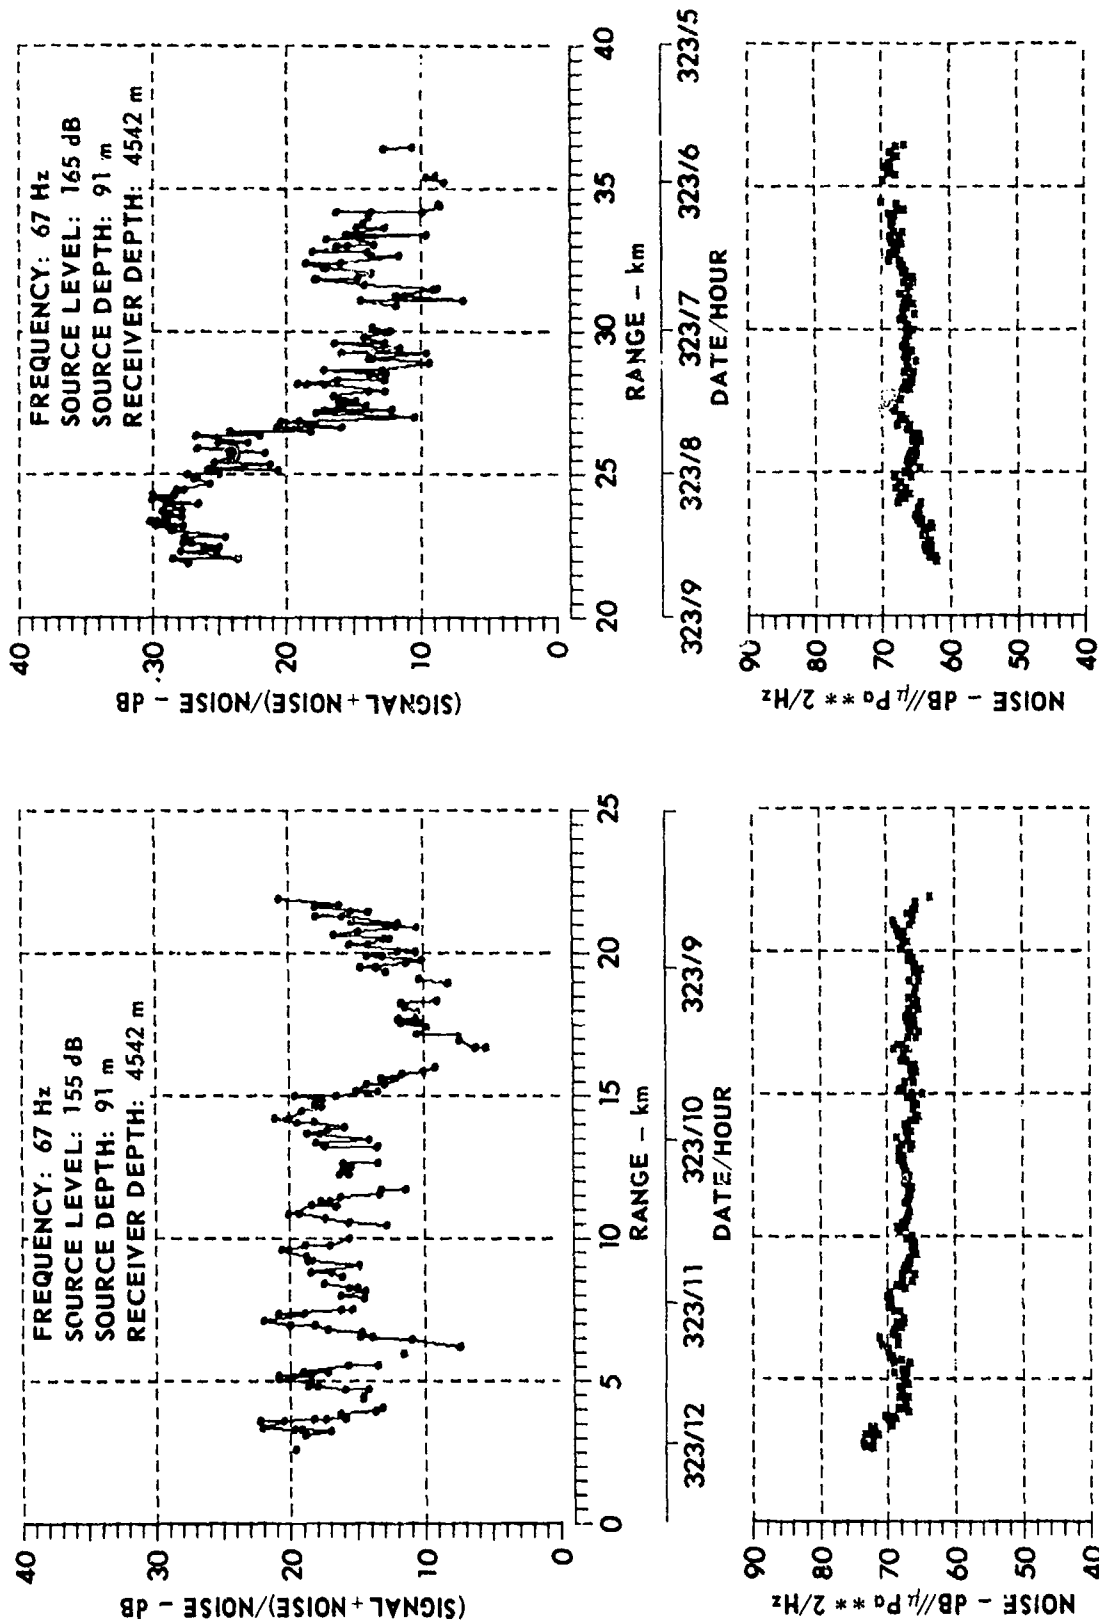 FREQUENCY: 67 Hz
SOURCE LEVEL: 155 dB
SOURCE DEPTH: 91 m
RECEIVER DEPTH: 4542 m
(SIGNAL + NOISE)/NOISE – dB
40
30
20
10
0
0 5 10 15 20 25
RANGE – km
323/12 323/11 323/10 323/9
DATE/HOUR
NOISE – dB//μPa**2/Hz
90
80
70
60
50
40
FREQUENCY: 67 Hz
SOURCE LEVEL: 165 dB
SOURCE DEPTH: 91 m
RECEIVER DEPTH: 4542 m
(SIGNAL + NOISE)/NOISE – dB
40
30
20
10
0
20 25 30 35 40
RANGE – km
323/9 323/8 323/7 323/6 323/5
DATE/HOUR
NOISE – dB//μPa**2/Hz
90
80
70
60
50
40